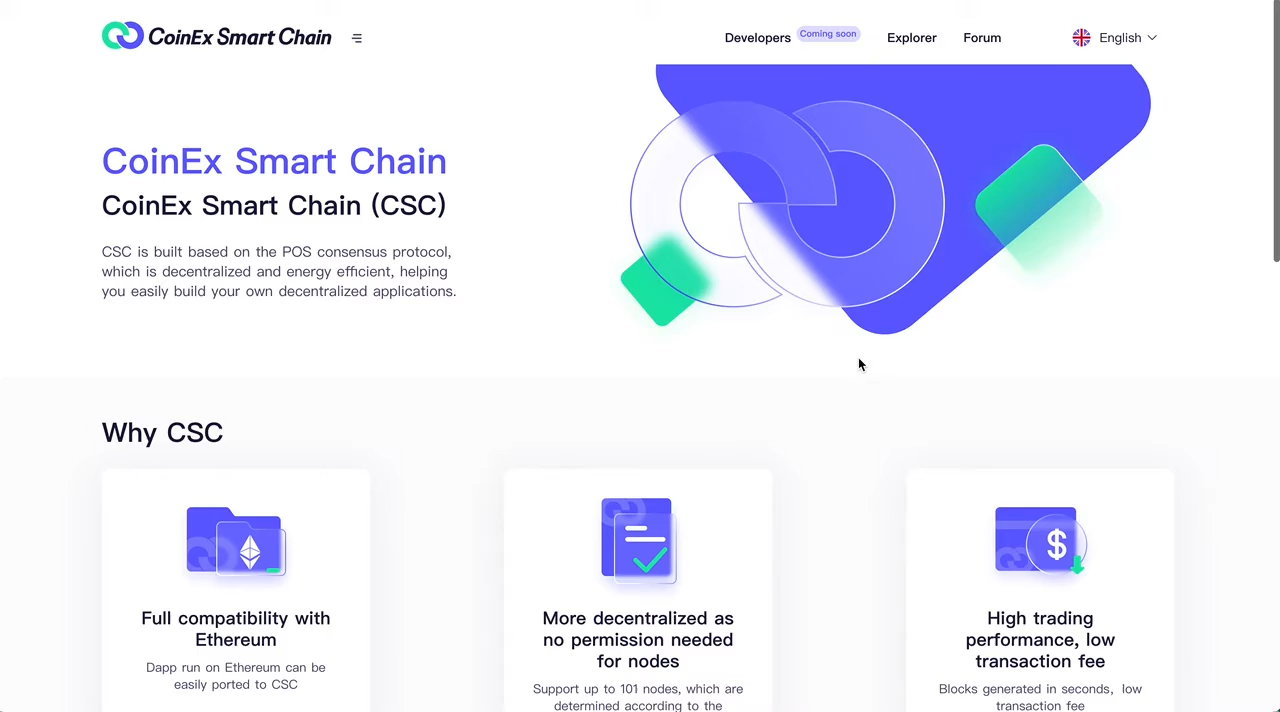 CoinEx Smart Chain
Developers Coming soon Explorer Forum English
CoinEx Smart Chain
CoinEx Smart Chain (CSC)
CSC is built based on the POS consensus protocol,
which is decentralized and energy efficient, helping
you easily build your own decentralized applications.
Why CSC
Full compatibility with
Ethereum
Dapp run on Ethereum can be
easily ported to CSC
More decentralized as
no permission needed
for nodes
Support up to 101 nodes, which are
determined according to the
$
High trading
performance, low
transaction fee
Blocks generated in seconds, low
transaction fee